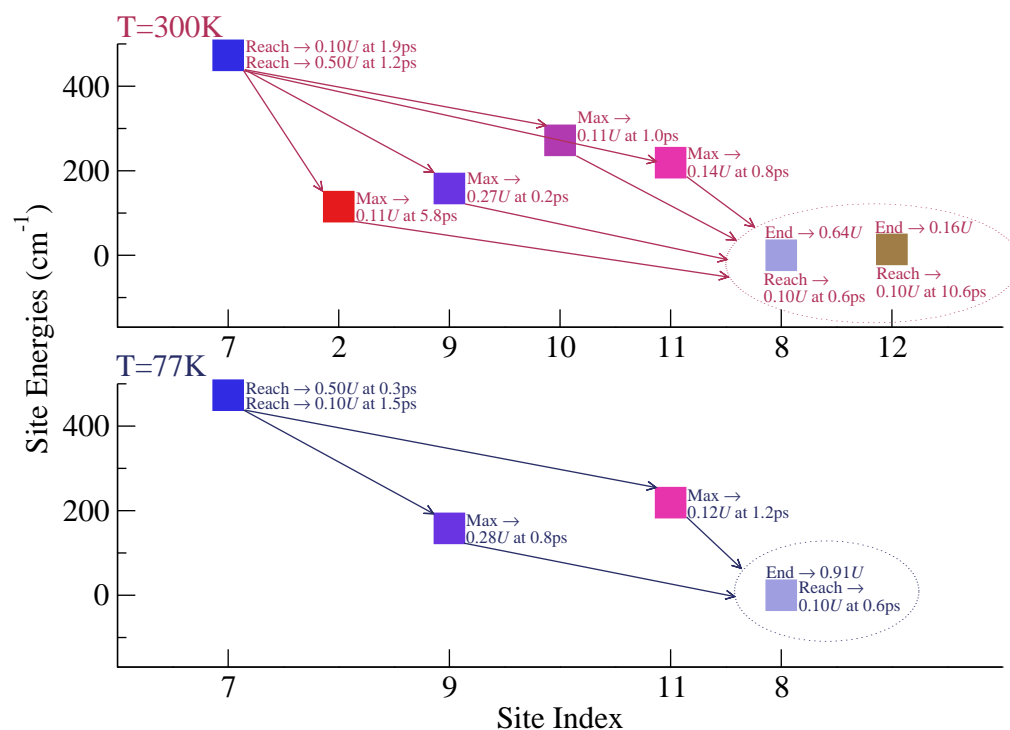 T=300K
Reach → 0.10U at 1.9ps
Reach → 0.50U at 1.2ps
400
200
0
Max →
0.11U at 1.0ps
Max →
0.14U at 0.8ps
Max →
0.27U at 0.2ps
Max →
0.11U at 5.8ps
End → 0.64U
Reach →
0.10U at 0.6ps
End → 0.16U
Reach →
0.10U at 10.6ps
7 2 9 10 11 8 12
Site Energies (cm⁻¹)
T=77K
Reach → 0.50U at 0.3ps
Reach → 0.10U at 1.5ps
400
200
0
Max →
0.12U at 1.2ps
Max →
0.28U at 0.8ps
End → 0.91U
Reach →
0.10U at 0.6ps
7 9 11 8
Site Index